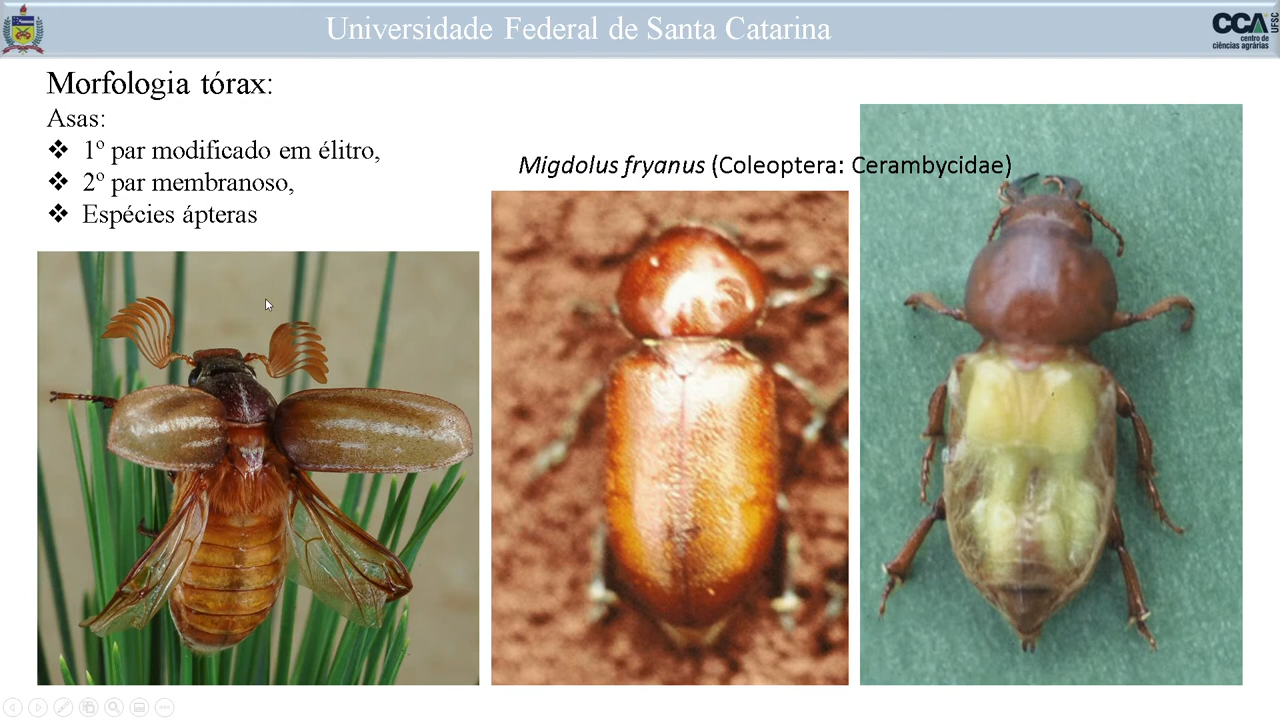 Universidade Federal de Santa Catarina
CCA UFSC
centro de
ciências agrárias
Morfologia tórax:
Asas:
❖ 1º par modificado em élitro,
❖ 2º par membranoso,
❖ Espécies ápteras
Migdolus fryanus (Coleoptera: Cerambycidae)